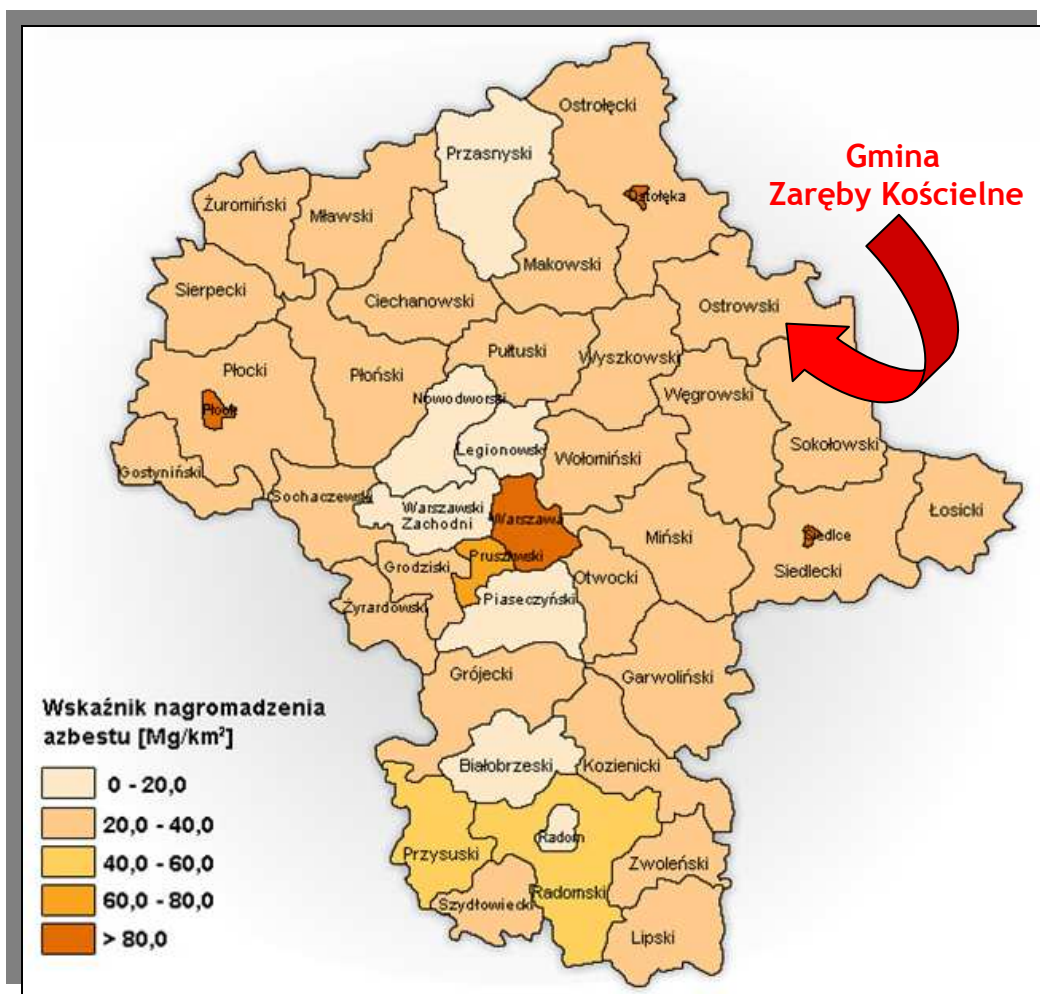 Ostrołęcki
Przasnyski
Gmina
Zaręby Kościelne
Żuromiński
Mławski
Ostołęka
Makowski
Sierpecki
Ciechanowski
Ostrowski
Pułtuski
Wyszkowski
Płocki
Płoński
Węgrowski
Nowodworski
Płock
Legionowski
Sokołowski
Wołomiński
Gostyniński
Sochaczewski
Warszawski
Zachodni
Warszawa
Łosicki
Miński
Siedlce
Pruszkowski
Grodziski
Otwocki
Siedlecki
Żyrardowski
Piaseczyński
Grójecki
Garwoliński
Wskaźnik nagromadzenia
azbestu [Mg/km²]
Białobrzeski
Kozienicki
0 - 20,0
20,0 - 40,0
Radom
40,0 - 60,0
Przysuski
Zwoleński
60,0 - 80,0
Radomski
Szydłowiecki
> 80,0
Lipski